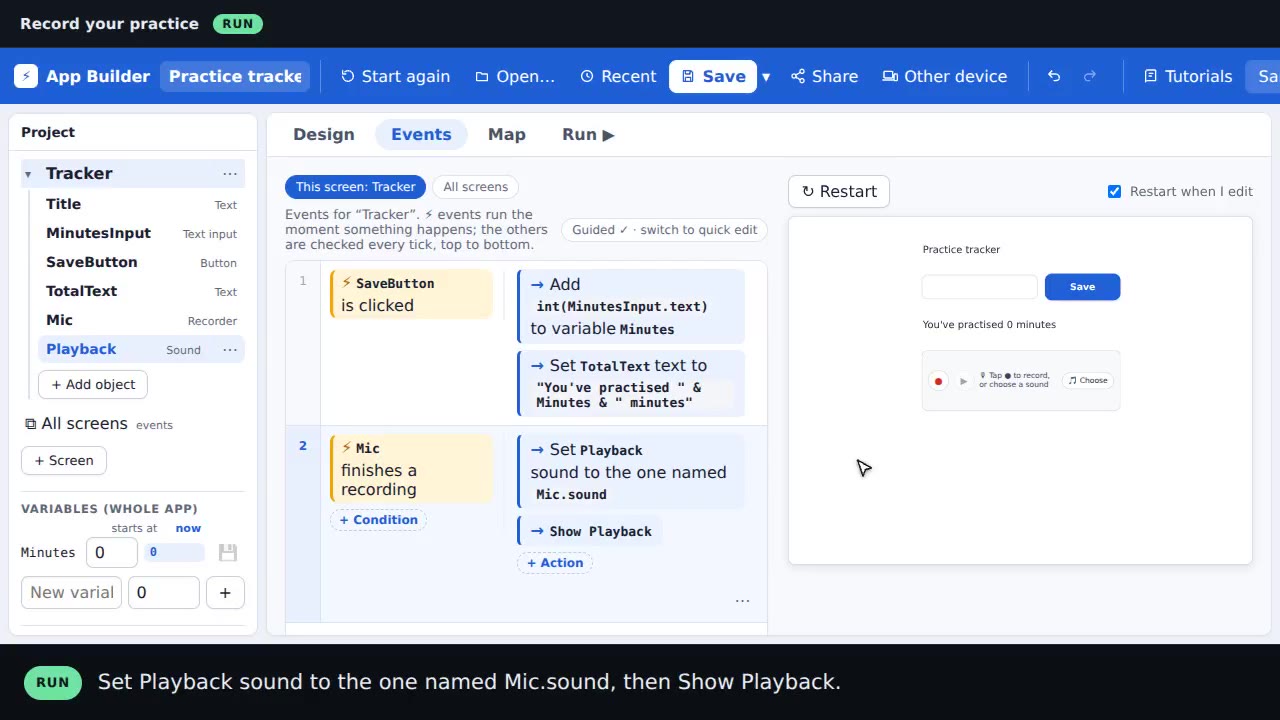 Record your practice RUN
App Builder Practice tracke Start again Open… Recent Save ▾ Share Other device Tutorials Sa
Project
▾ Tracker ⋯
Title Text
MinutesInput Text input
SaveButton Button
TotalText Text
Mic Recorder
Playback Sound ⋯
+ Add object
All screens events
+ Screen
VARIABLES (WHOLE APP)
starts at now
Minutes 0 0
New varial 0 +
Design Events Map Run ▶
This screen: Tracker All screens
Events for “Tracker”. ⚡ events run the
moment something happens; the others
are checked every tick, top to bottom.
Guided ✓ · switch to quick edit
1
⚡ SaveButton
is clicked
→ Add
int(MinutesInput.text)
to variable Minutes
→ Set TotalText text to
"You've practised " &
Minutes & " minutes"
2
⚡ Mic
finishes a
recording
+ Condition
→ Set Playback
sound to the one named
Mic.sound
→ Show Playback
+ Action
⋯
↻ Restart
Restart when I edit
Practice tracker
Save
You've practised 0 minutes
🎙 Tap ● to record,
or choose a sound
🎵 Choose
RUN Set Playback sound to the one named Mic.sound, then Show Playback.